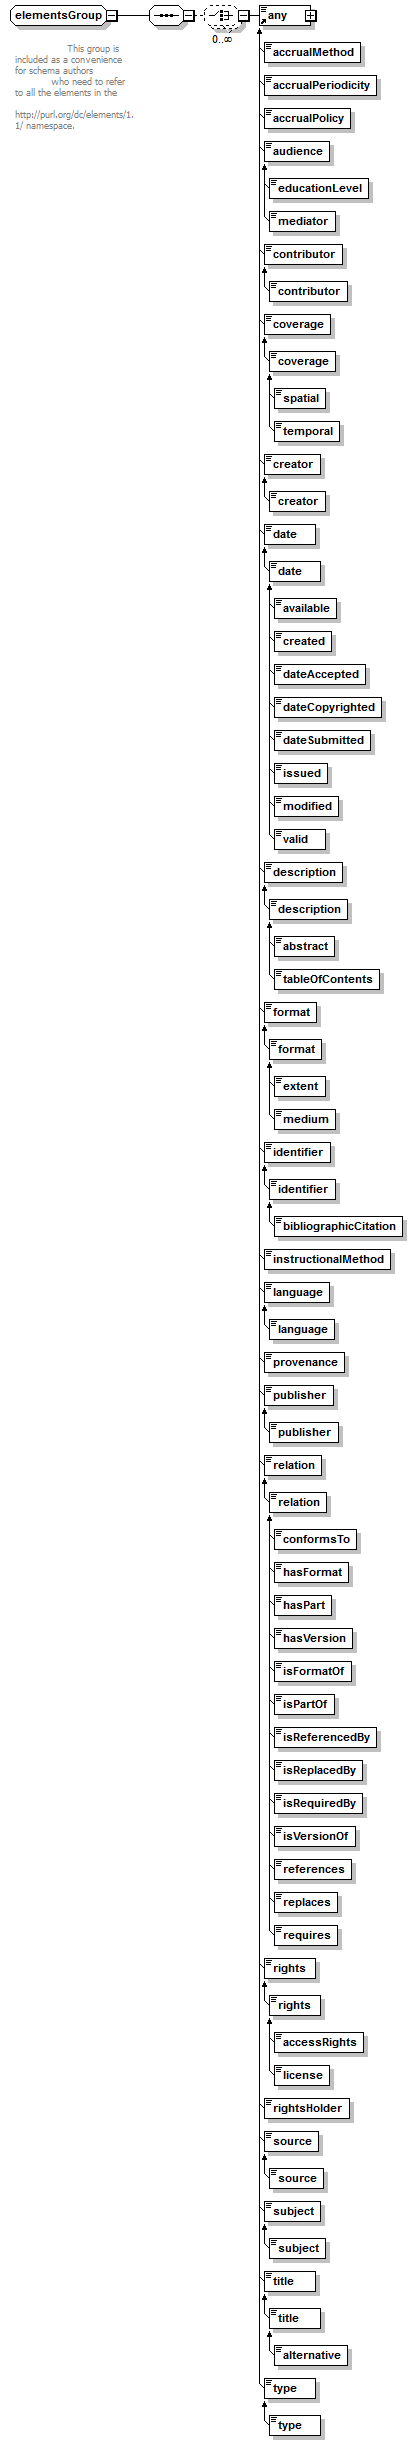 elementsGroup
any
0..∞
This group is
included as a convenience
for schema authors
who need to refer
to all the elements in the
http://purl.org/dc/elements/1.
1/ namespace.
accrualMethod
accrualPeriodicity
accrualPolicy
audience
educationLevel
mediator
contributor
contributor
coverage
coverage
spatial
temporal
creator
creator
date
date
available
created
dateAccepted
dateCopyrighted
dateSubmitted
issued
modified
valid
description
description
abstract
tableOfContents
format
format
extent
medium
identifier
identifier
bibliographicCitation
instructionalMethod
language
language
provenance
publisher
publisher
relation
relation
conformsTo
hasFormat
hasPart
hasVersion
isFormatOf
isPartOf
isReferencedBy
isReplacedBy
isRequiredBy
isVersionOf
references
replaces
requires
rights
rights
accessRights
license
rightsHolder
source
source
subject
subject
title
title
alternative
type
type